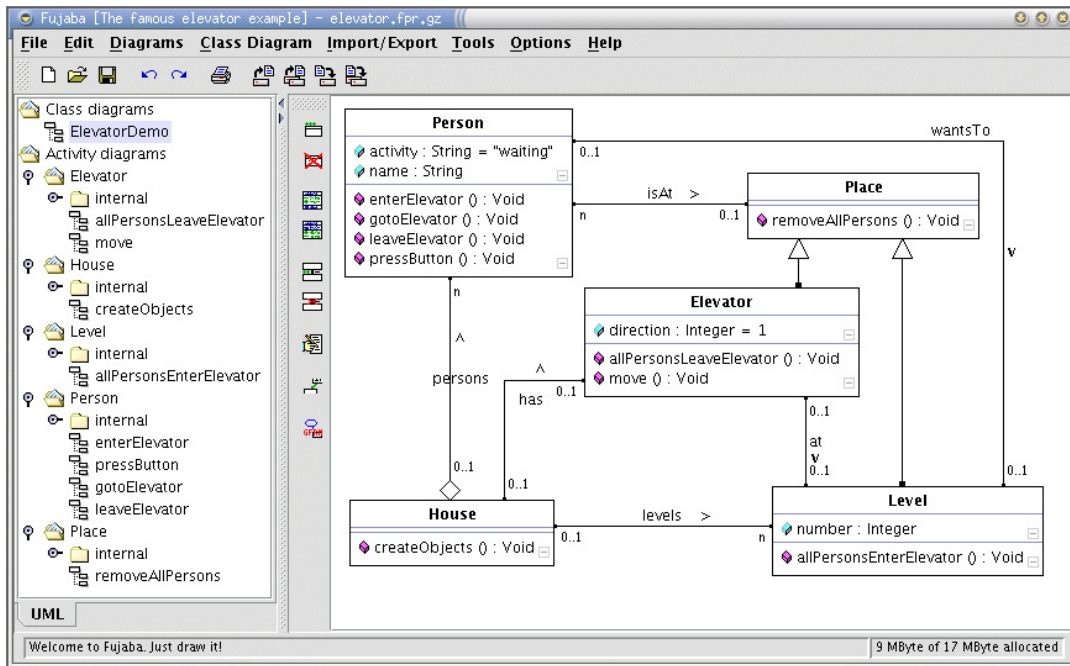 Fujaba [The famous elevator example] - elevator.fpr.gz
File Edit Diagrams Class Diagram Import/Export Tools Options Help
Class diagrams
ElevatorDemo
Activity diagrams
Elevator
internal
allPersonsLeaveElevator
move
House
internal
createObjects
Level
internal
allPersonsEnterElevator
Person
internal
enterElevator
pressButton
gotoElevator
leaveElevator
Place
internal
removeAllPersons
UML
Person
activity : String = "waiting"
name : String
enterElevator () : Void
gotoElevator () : Void
leaveElevator () : Void
pressButton () : Void
wantsTo
0..1
v
0..1
isAt >
n
0..1
Place
removeAllPersons () : Void
Elevator
direction : Integer = 1
allPersonsLeaveElevator () : Void
move () : Void
n
^
persons
0..1
^
has
0..1
0..1
0..1
at
v
0..1
House
createObjects () : Void
levels >
0..1
n
Level
number : Integer
allPersonsEnterElevator () : Void
Welcome to Fujaba. Just draw it!
9 MByte of 17 MByte allocated